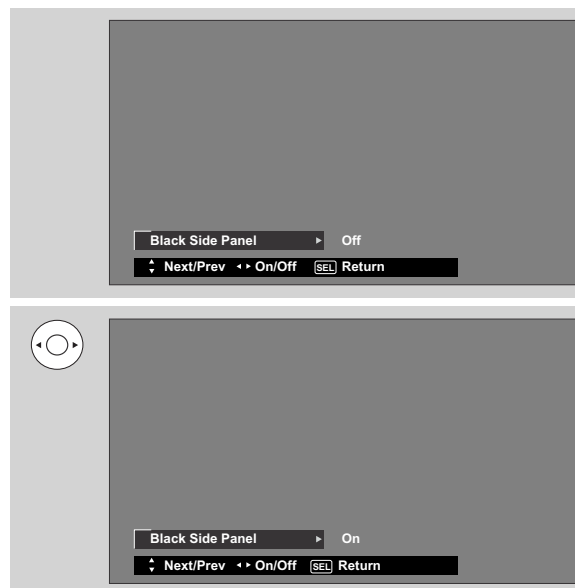 Black Side Panel Off
Next/Prev On/Off SEL Return
Black Side Panel On
Next/Prev On/Off SEL Return